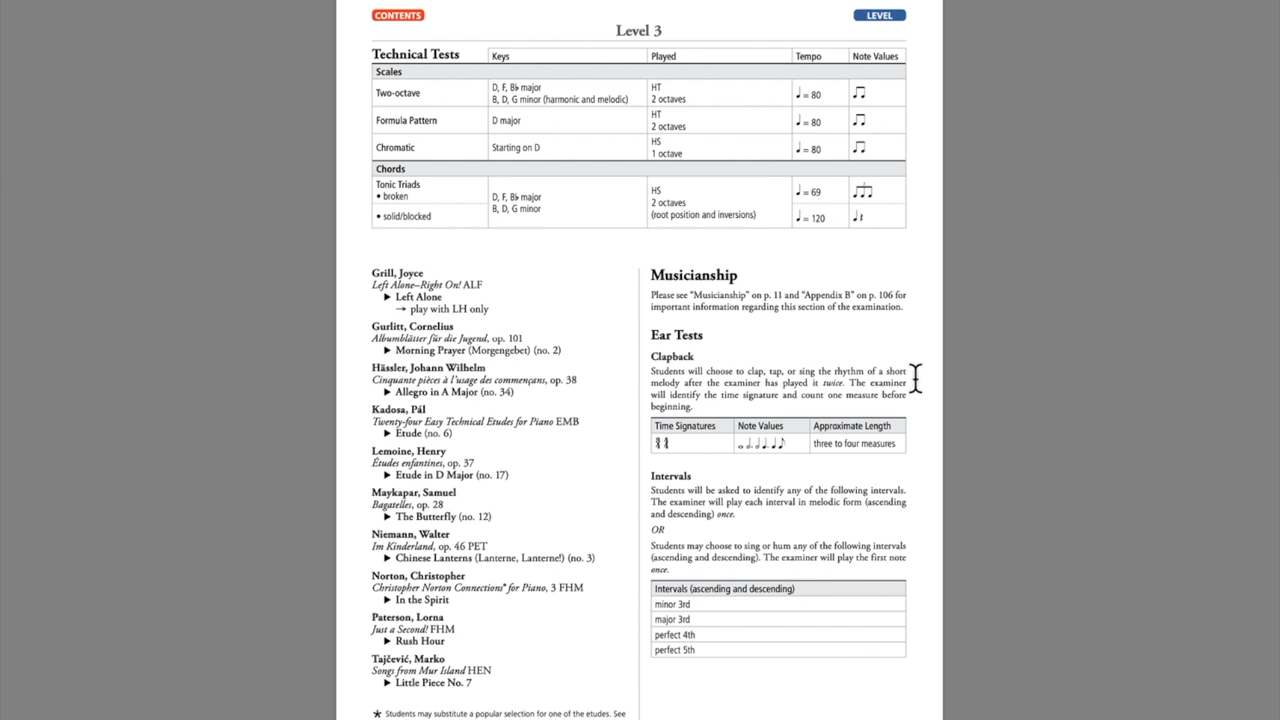 CONTENTS
LEVEL
Level 3
Technical Tests Keys Played Tempo Note Values
Scales
Two-octave D, F, B♭ major HT ♩ = 80
B, D, G minor (harmonic and melodic) 2 octaves
Formula Pattern D major HT ♩ = 80
2 octaves
Chromatic Starting on D HS ♩ = 80
1 octave
Chords
Tonic Triads
• broken D, F, B♭ major HS ♩ = 69
B, D, G minor 2 octaves
• solid/blocked (root position and inversions) ♩ = 120
Grill, Joyce
Left Alone–Right On! ALF
▶ Left Alone
→ play with LH only
Gurlitt, Cornelius
Albumblätter für die Jugend, op. 101
▶ Morning Prayer (Morgengebet) (no. 2)
Hässler, Johann Wilhelm
Cinquante pièces à l'usage des commençans, op. 38
▶ Allegro in A Major (no. 34)
Kadosa, Pál
Twenty-four Easy Technical Etudes for Piano EMB
▶ Etude (no. 6)
Lemoine, Henry
Études enfantines, op. 37
▶ Etude in D Major (no. 17)
Maykapar, Samuel
Bagatelles, op. 28
▶ The Butterfly (no. 12)
Niemann, Walter
Im Kinderland, op. 46 PET
▶ Chinese Lanterns (Lanterne, Lanterne!) (no. 3)
Norton, Christopher
Christopher Norton Connections® for Piano, 3 FHM
▶ In the Spirit
Paterson, Lorna
Just a Second! FHM
▶ Rush Hour
Tajčević, Marko
Songs from Mur Island HEN
▶ Little Piece No. 7
* Students may substitute a popular selection for one of the etudes. See
Musicianship
Please see "Musicianship" on p. 11 and "Appendix B" on p. 106 for
important information regarding this section of the examination.
Ear Tests
Clapback
Students will choose to clap, tap, or sing the rhythm of a short
melody after the examiner has played it twice. The examiner
will identify the time signature and count one measure before
beginning.
Time Signatures Note Values Approximate Length
three to four measures
Intervals
Students will be asked to identify any of the following intervals.
The examiner will play each interval in melodic form (ascending
and descending) once.
OR
Students may choose to sing or hum any of the following intervals
(ascending and descending). The examiner will play the first note
once.
Intervals (ascending and descending)
minor 3rd
major 3rd
perfect 4th
perfect 5th